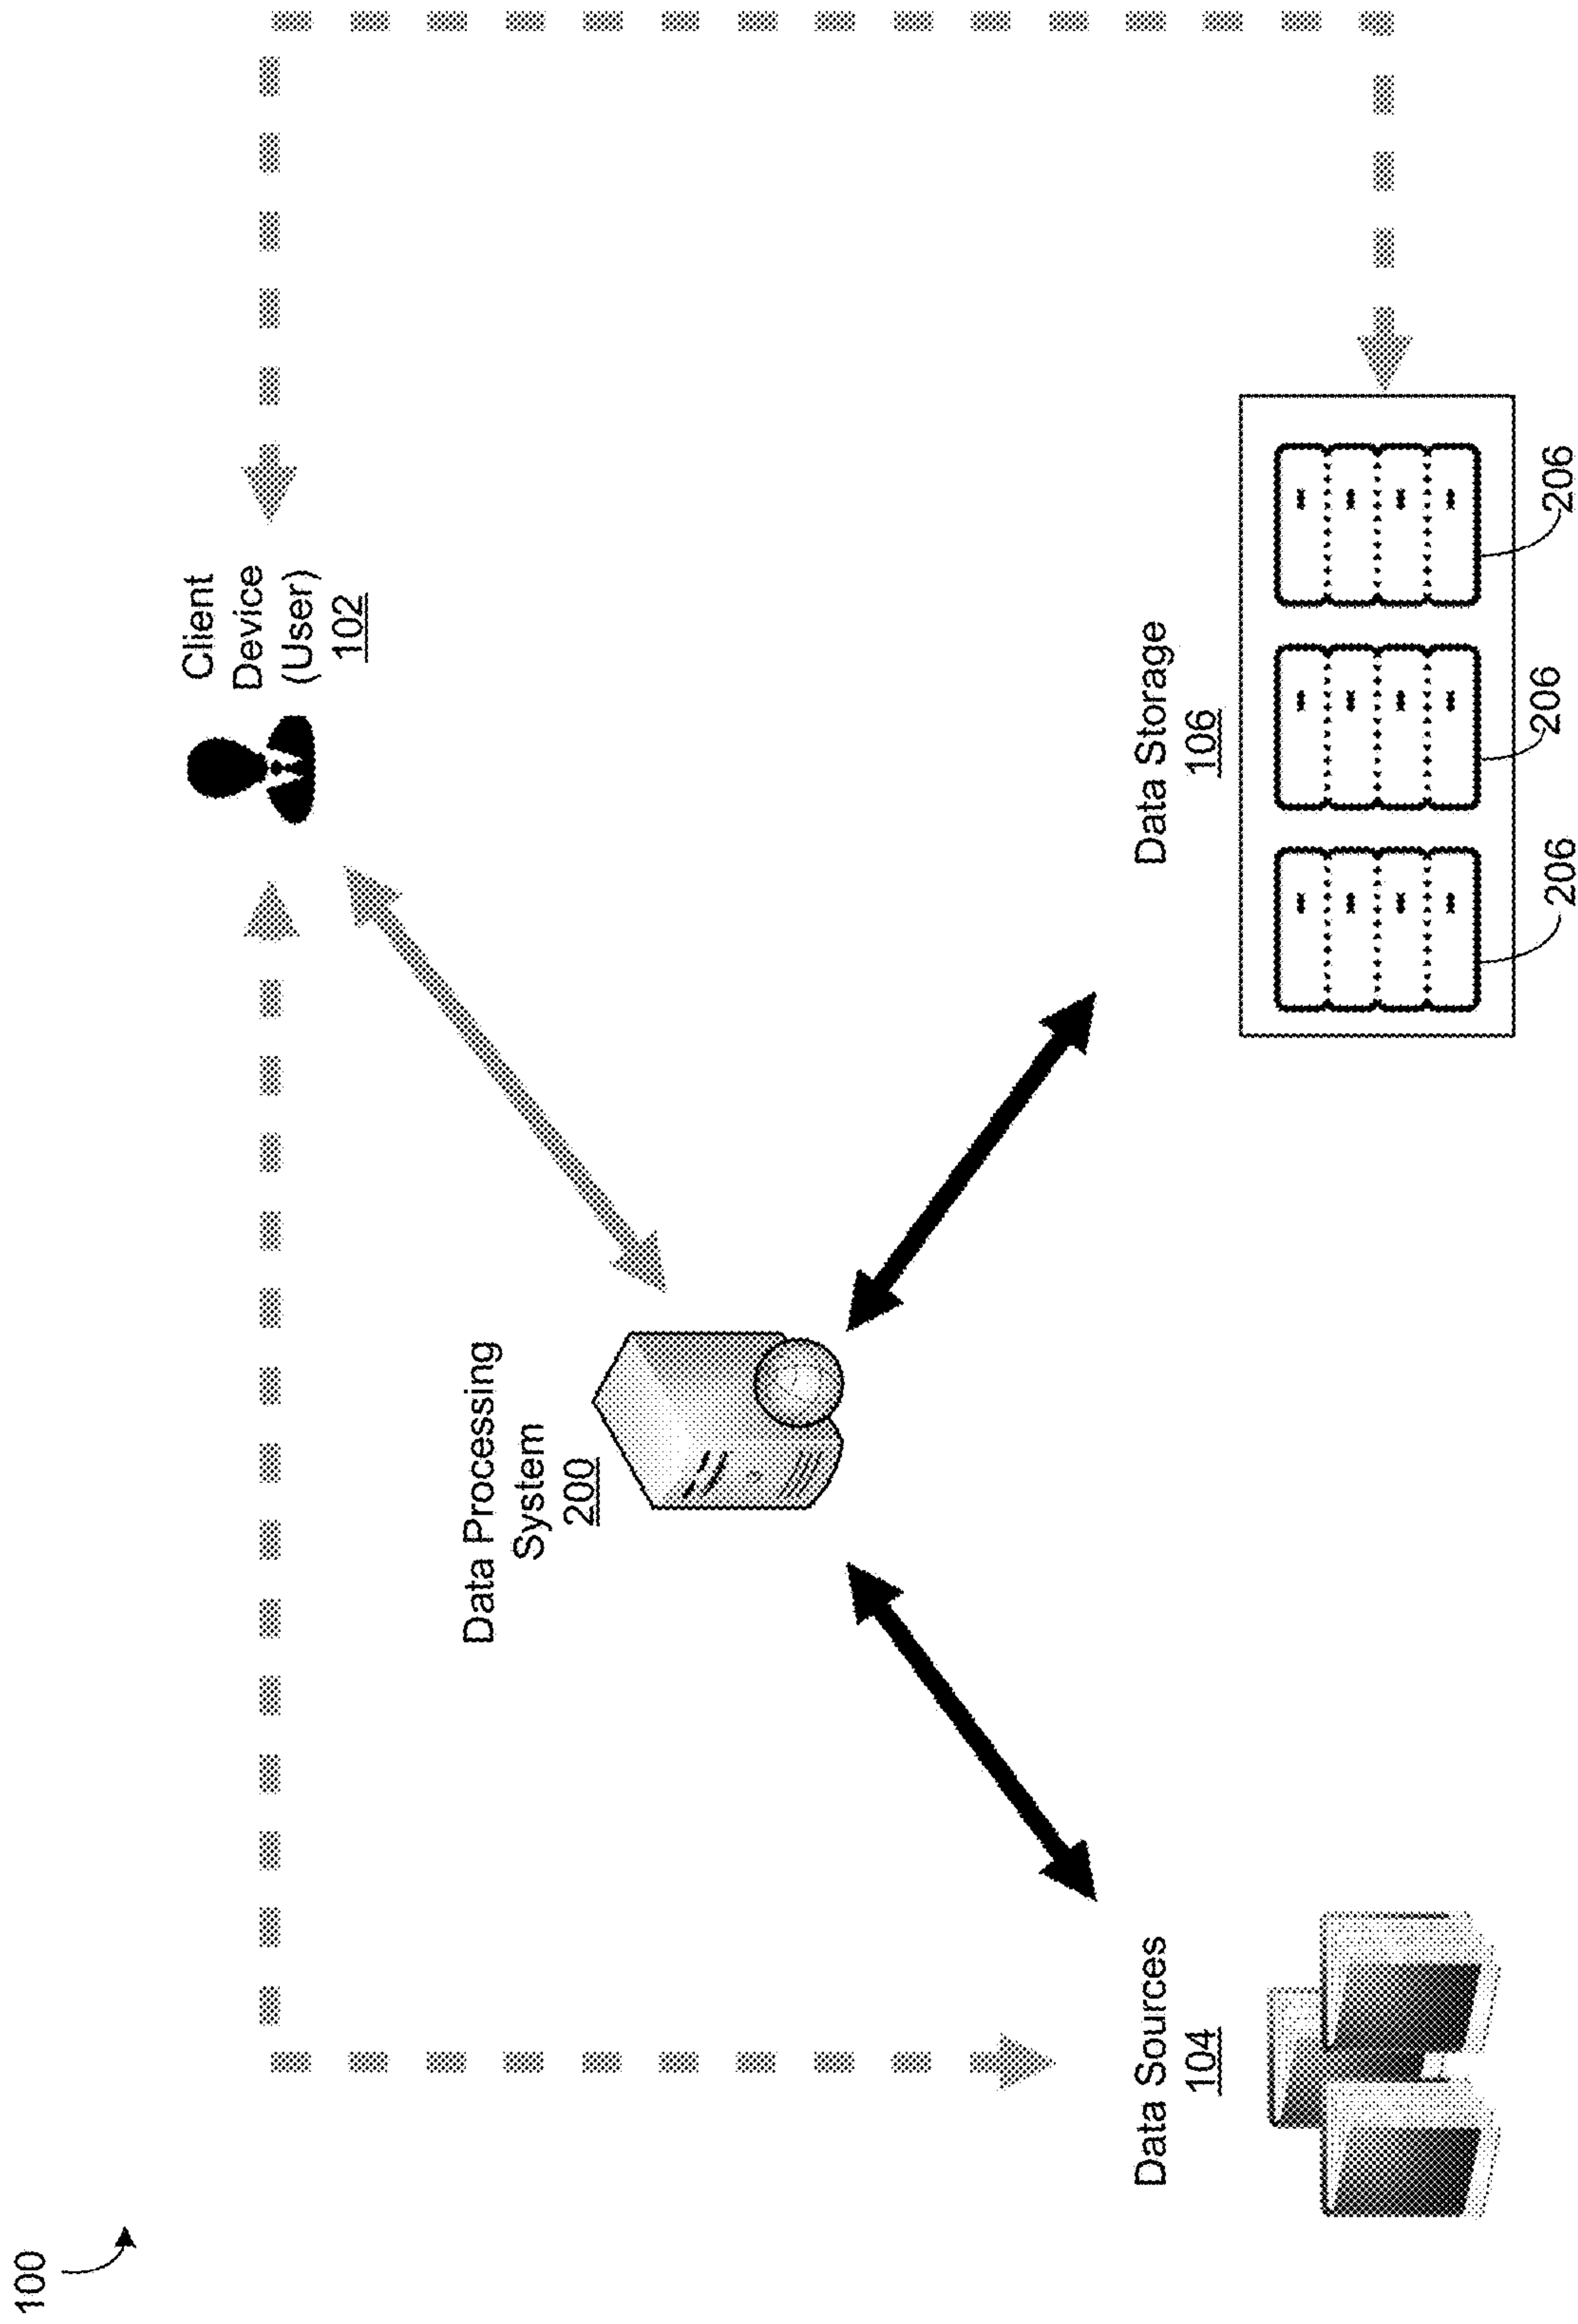 100
Client
Device
(User)
102
Data Processing
System
200
Data Sources
104
Data Storage
106
206
206
206